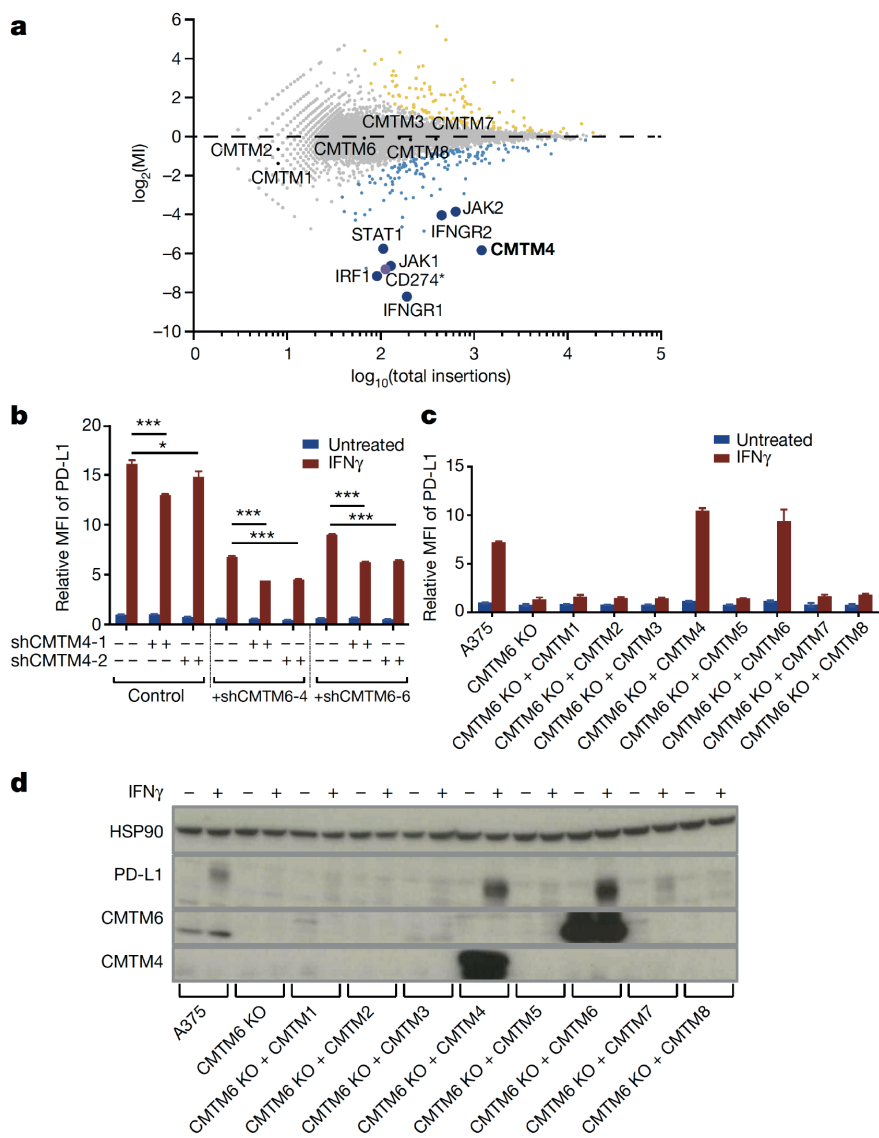 a
6
4
2
0
−2
−4
−6
−8
−10
log2(MI)
CMTM3
CMTM7
CMTM2
CMTM6
CMTM8
CMTM1
JAK2
IFNGR2
STAT1
CMTM4
JAK1
IRF1
CD274*
IFNGR1
0 1 2 3 4 5
log10(total insertions)
b
Untreated
IFNγ
20
15
10
5
0
Relative MFI of PD-L1
***
*
***
***
***
***
shCMTM4-1 − − + + − − − − + + − − − − + + − −
shCMTM4-2 − − − − + + − − − − + + − − − − + +
Control
+shCMTM6-4
+shCMTM6-6
c
Untreated
IFNγ
15
10
5
0
Relative MFI of PD-L1
A375
CMTM6 KO
CMTM6 KO + CMTM1
CMTM6 KO + CMTM2
CMTM6 KO + CMTM3
CMTM6 KO + CMTM4
CMTM6 KO + CMTM5
CMTM6 KO + CMTM6
CMTM6 KO + CMTM7
CMTM6 KO + CMTM8
d
IFNγ − + − + − + − + − + − + − + − + − + − +
HSP90
PD-L1
CMTM6
CMTM4
A375
CMTM6 KO
CMTM6 KO + CMTM1
CMTM6 KO + CMTM2
CMTM6 KO + CMTM3
CMTM6 KO + CMTM4
CMTM6 KO + CMTM5
CMTM6 KO + CMTM6
CMTM6 KO + CMTM7
CMTM6 KO + CMTM8